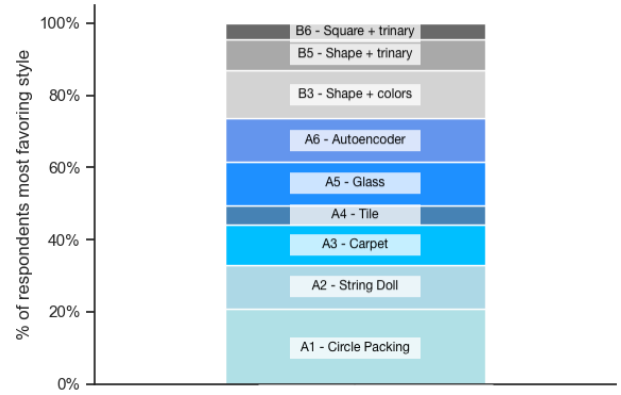 100%
80%
60%
40%
20%
0%
% of respondents most favoring style
B6 - Square + trinary
B5 - Shape + trinary
B3 - Shape + colors
A6 - Autoencoder
A5 - Glass
A4 - Tile
A3 - Carpet
A2 - String Doll
A1 - Circle Packing